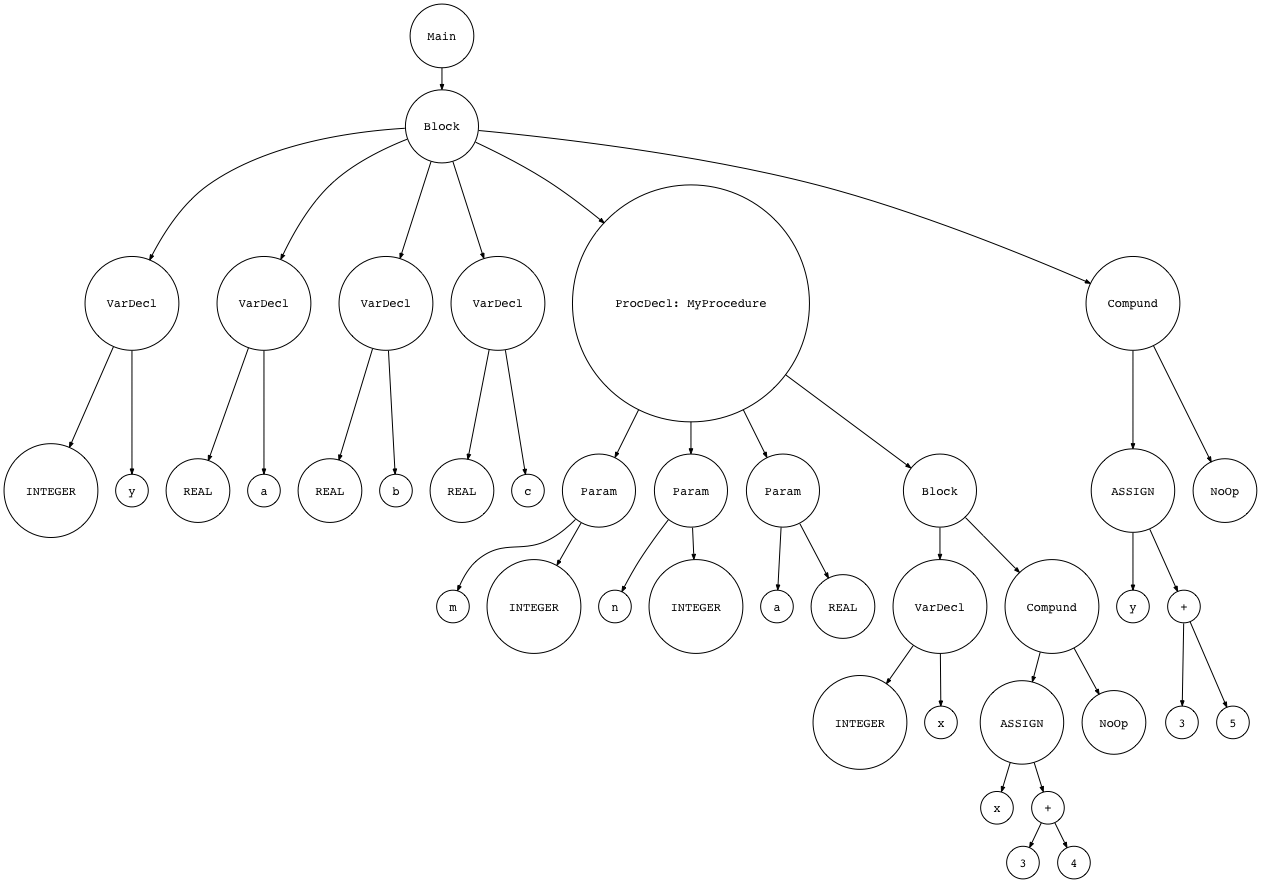 Main
Block
VarDecl
VarDecl
VarDecl
VarDecl
ProcDecl: MyProcedure
Compund
INTEGER
y
REAL
a
REAL
b
REAL
c
Param
Param
Param
Block
ASSIGN
NoOp
m
INTEGER
n
INTEGER
a
REAL
VarDecl
Compund
y
+
INTEGER
x
ASSIGN
NoOp
3
5
x
+
3
4